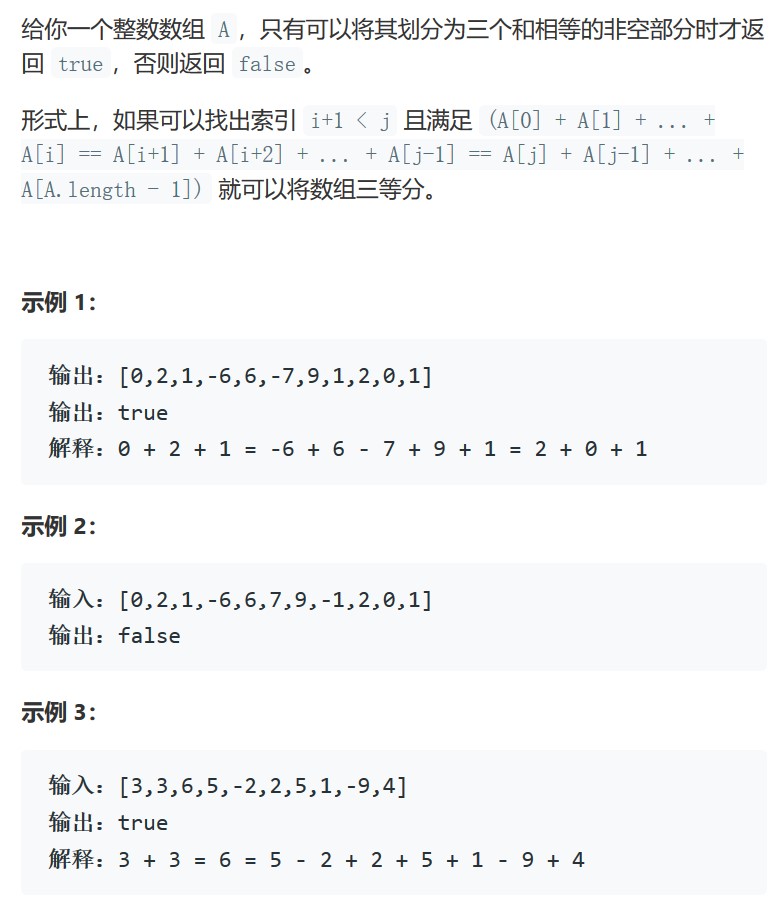 给你一个整数数组 A，只有可以将其划分为三个和相等的非空部分时才返
回 true，否则返回 false。
形式上，如果可以找出索引 i+1 < j 且满足 (A[0] + A[1] + ... +
A[i] == A[i+1] + A[i+2] + ... + A[j-1] == A[j] + A[j-1] + ... +
A[A.length - 1]) 就可以将数组三等分。
示例 1：
输出：[0,2,1,-6,6,-7,9,1,2,0,1]
输出：true
解释：0 + 2 + 1 = -6 + 6 - 7 + 9 + 1 = 2 + 0 + 1
示例 2：
输入：[0,2,1,-6,6,7,9,-1,2,0,1]
输出：false
示例 3：
输入：[3,3,6,5,-2,2,5,1,-9,4]
输出：true
解释：3 + 3 = 6 = 5 - 2 + 2 + 5 + 1 - 9 + 4